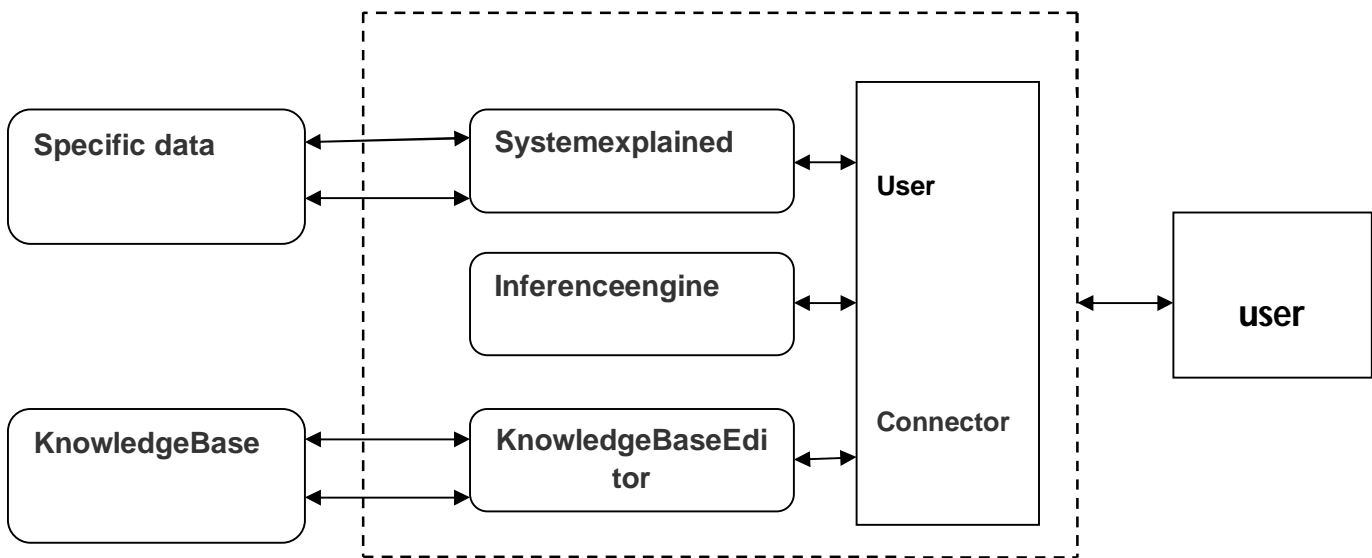 Specific data
Systemexplained
User
Inferenceengine
user
Connector
KnowledgeBase
KnowledgeBaseEdi
tor